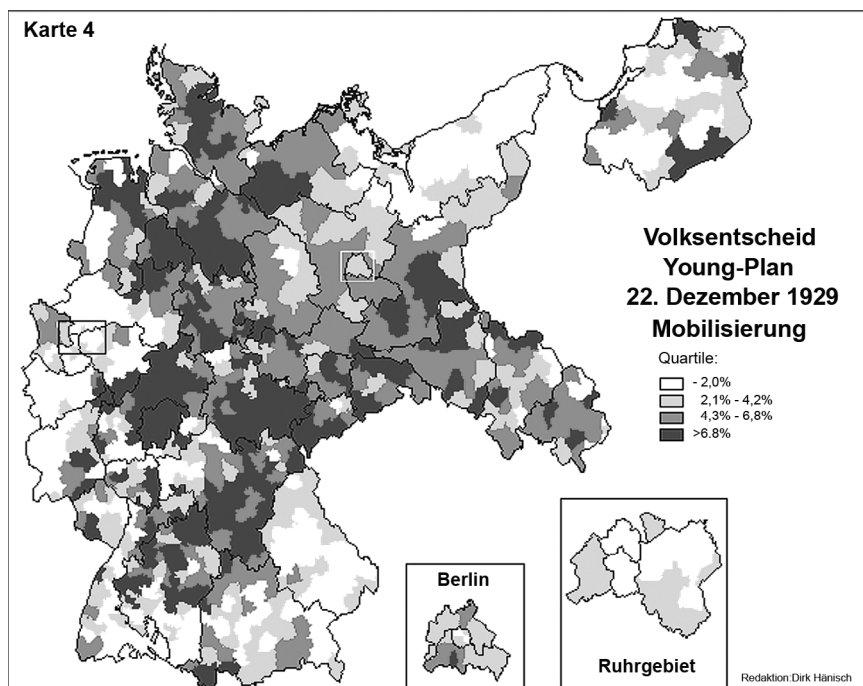 Karte 4
Volksentscheid
Young-Plan
22. Dezember 1929
Mobilisierung
Quartile:
- 2,0%
2,1% - 4,2%
4,3% - 6,8%
>6.8%
Berlin
Ruhrgebiet
Redaktion:Dirk Hänisch